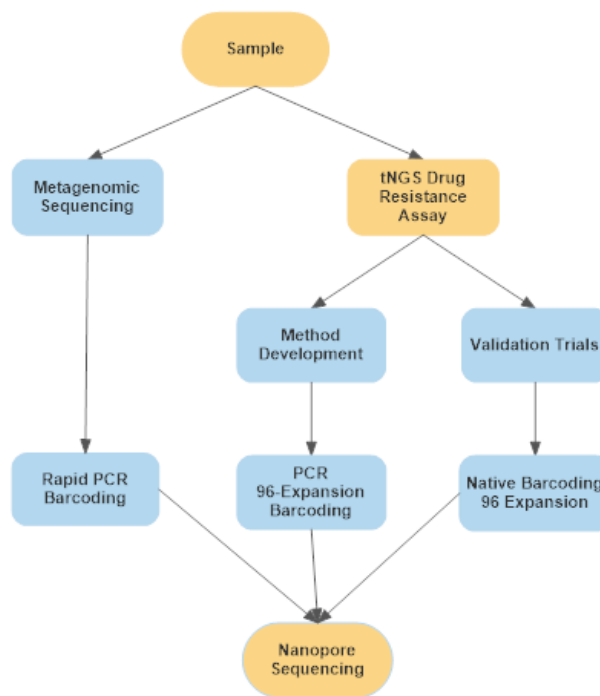 Sample
Metagenomic
Sequencing
tNGS Drug
Resistance
Assay
Method
Development
Validation Trials
Rapid PCR
Barcoding
PCR
96-Expansion
Barcoding
Native Barcoding
96 Expansion
Nanopore
Sequencing